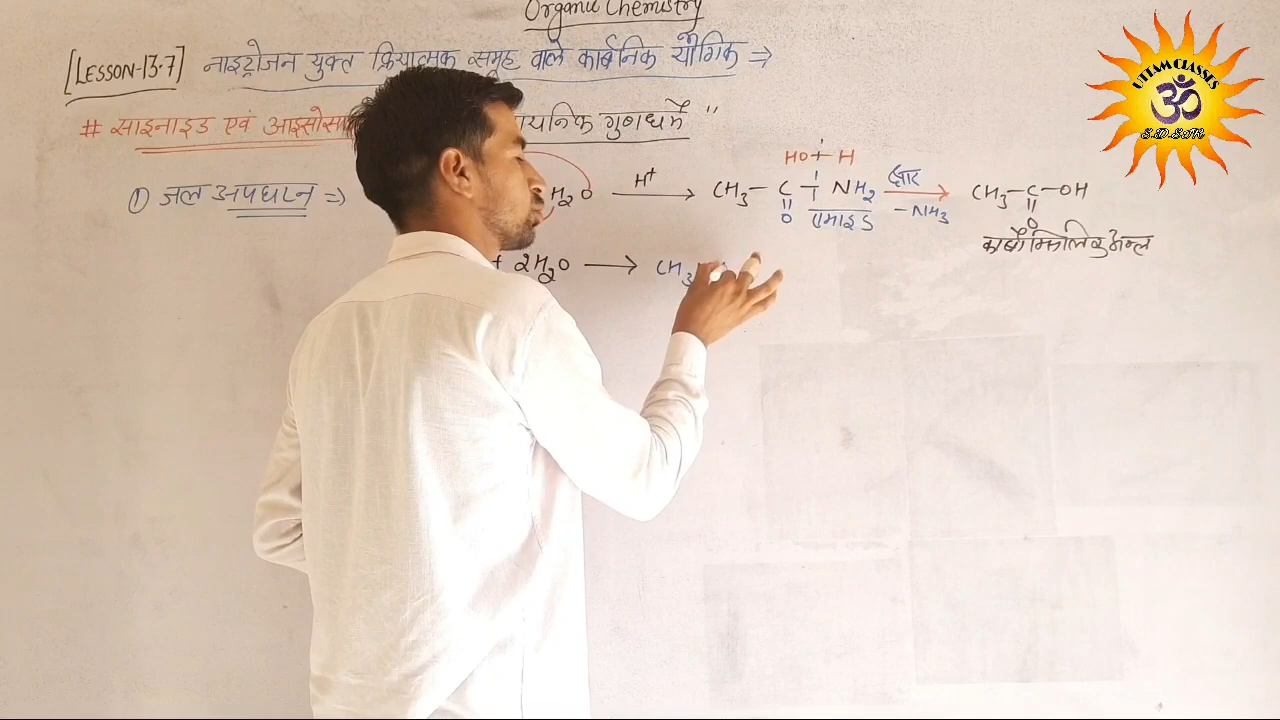 Organic Chemistry
[LESSON-13.7] नाइट्रोजन युक्त क्रियात्मक समूह वाले कार्बनिक यौगिक ⇒
# साइनाइड एवं आइसोसा यनिक गुणधर्म "
① जल अपघटन ⇒ H2O H+ → CH3 – C – NH2 क्षार → CH3 – C – OH
HO H
O एमाइड – NH3 O
कार्बोक्सिलिक अम्ल
+ 2H2O → CH3
UTTAM CLASSES
ॐ